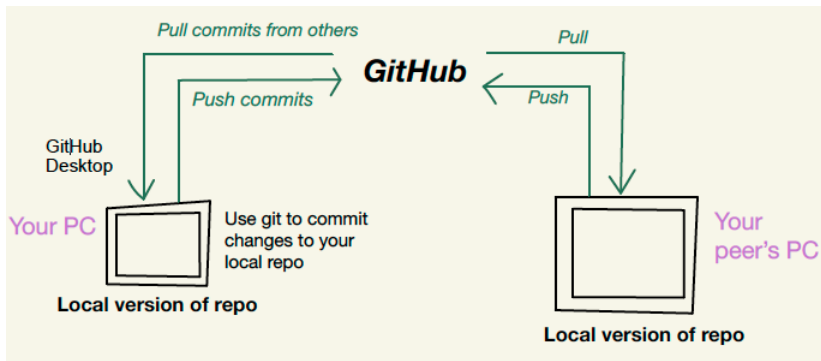 Pull commits from others
Pull
GitHub
Push commits
Push
GitHub
Desktop
Your PC
Use git to commit
changes to your
local repo
Your
peer's PC
Local version of repo
Local version of repo